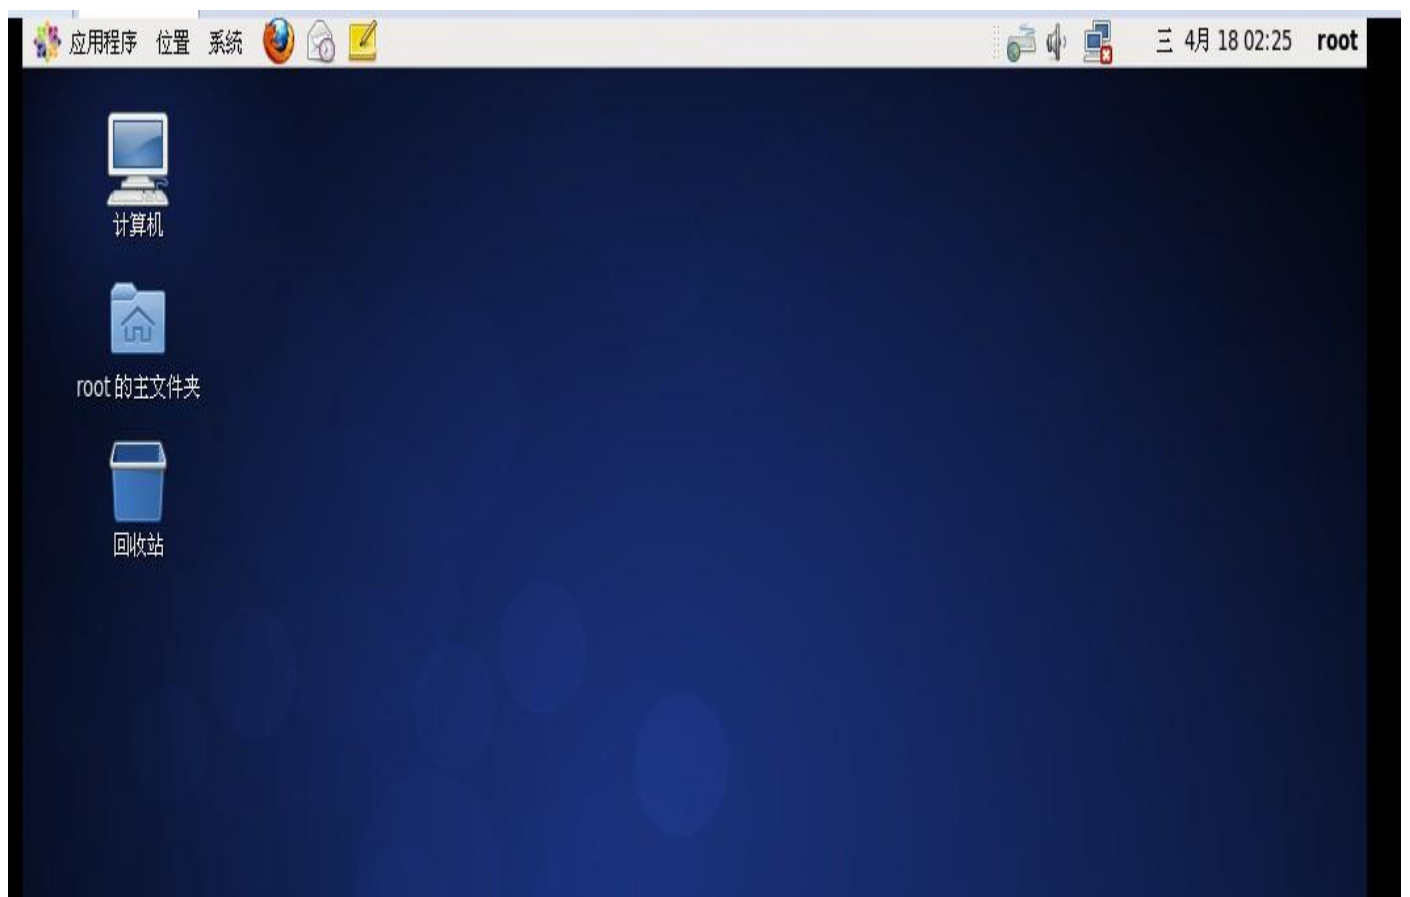 应用程序 位置 系统 三 4月 18 02:25 root
计算机
root 的主文件夹
回收站